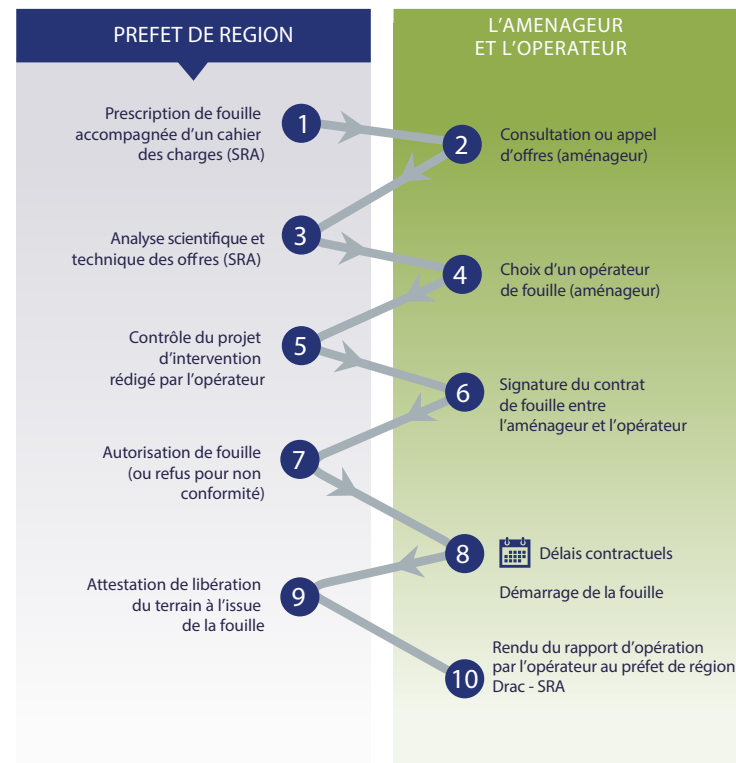 PREFET DE REGION
L'AMENAGEUR
ET L'OPERATEUR
Prescription de fouille
accompagnée d'un cahier
des charges (SRA)
1
2
Consultation ou appel
d'offres (aménageur)
Analyse scientifique et
technique des offres (SRA)
3
4
Choix d'un opérateur
de fouille (aménageur)
Contrôle du projet
d'intervention
rédigé par l'opérateur
5
6
Signature du contrat
de fouille entre
l'aménageur et l'opérateur
Autorisation de fouille
(ou refus pour non
conformité)
7
8
Délais contractuels
Démarrage de la fouille
Attestation de libération
du terrain à l'issue
de la fouille
9
10
Rendu du rapport d'opération
par l'opérateur au préfet de région
Drac - SRA